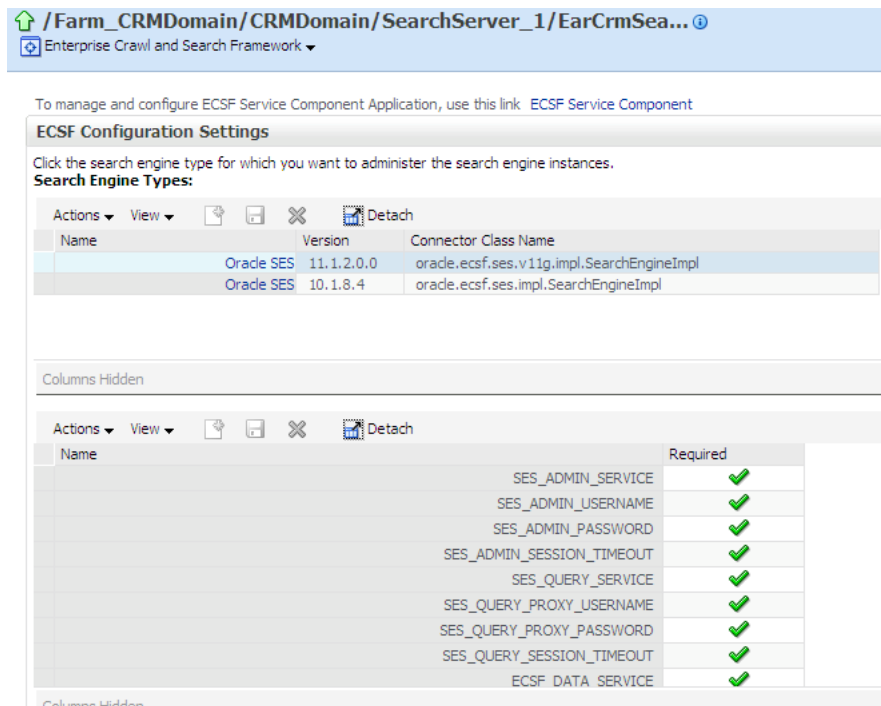 /Farm_CRMDomain/CRMDomain/SearchServer_1/EarCrmSea...
Enterprise Crawl and Search Framework
To manage and configure ECSF Service Component Application, use this link ECSF Service Component
ECSF Configuration Settings
Click the search engine type for which you want to administer the search engine instances.
Search Engine Types:
Actions View Detach
Name Version Connector Class Name
Oracle SES 11.1.2.0.0 oracle.ecsf.ses.v11g.impl.SearchEngineImpl
Oracle SES 10.1.8.4 oracle.ecsf.ses.impl.SearchEngineImpl
Columns Hidden
Actions View Detach
Name Required
SES_ADMIN_SERVICE
SES_ADMIN_USERNAME
SES_ADMIN_PASSWORD
SES_ADMIN_SESSION_TIMEOUT
SES_QUERY_SERVICE
SES_QUERY_PROXY_USERNAME
SES_QUERY_PROXY_PASSWORD
SES_QUERY_SESSION_TIMEOUT
ECSF_DATA_SERVICE
Columns Hidden